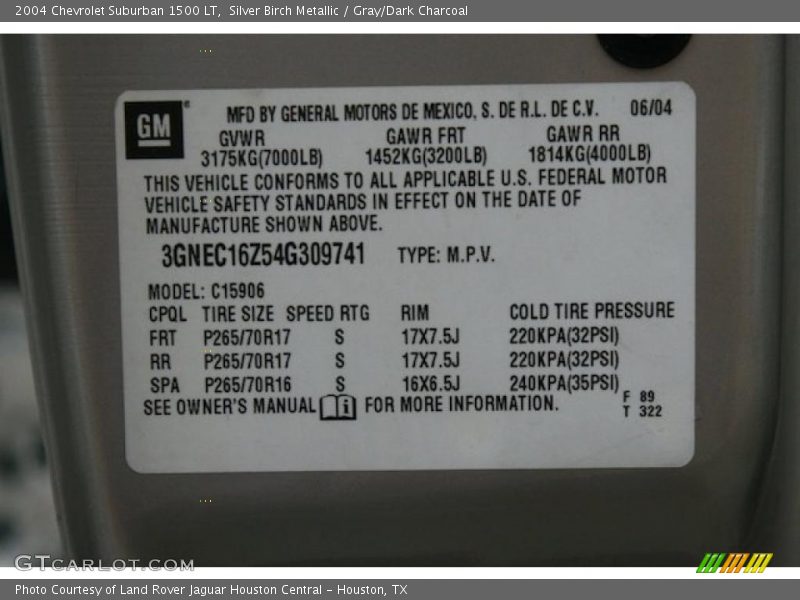 2004 Chevrolet Suburban 1500 LT,  Silver Birch Metallic / Gray/Dark Charcoal
GM® MFD BY GENERAL MOTORS DE MEXICO, S. DE R.L. DE C.V. 06/04
GVWR GAWR FRT GAWR RR
3175KG(7000LB) 1452KG(3200LB) 1814KG(4000LB)
THIS VEHICLE CONFORMS TO ALL APPLICABLE U.S. FEDERAL MOTOR
VEHICLE SAFETY STANDARDS IN EFFECT ON THE DATE OF
MANUFACTURE SHOWN ABOVE.
3GNEC16Z54G309741 TYPE: M.P.V.
MODEL: C15906
CPQL TIRE SIZE SPEED RTG RIM COLD TIRE PRESSURE
FRT P265/70R17 S 17X7.5J 220KPA(32PSI)
RR P265/70R17 S 17X7.5J 220KPA(32PSI)
SPA P265/70R16 S 16X6.5J 240KPA(35PSI)
SEE OWNER'S MANUAL i FOR MORE INFORMATION.
F 89
T 322
GTCARLOT.COM
Photo Courtesy of Land Rover Jaguar Houston Central – Houston, TX